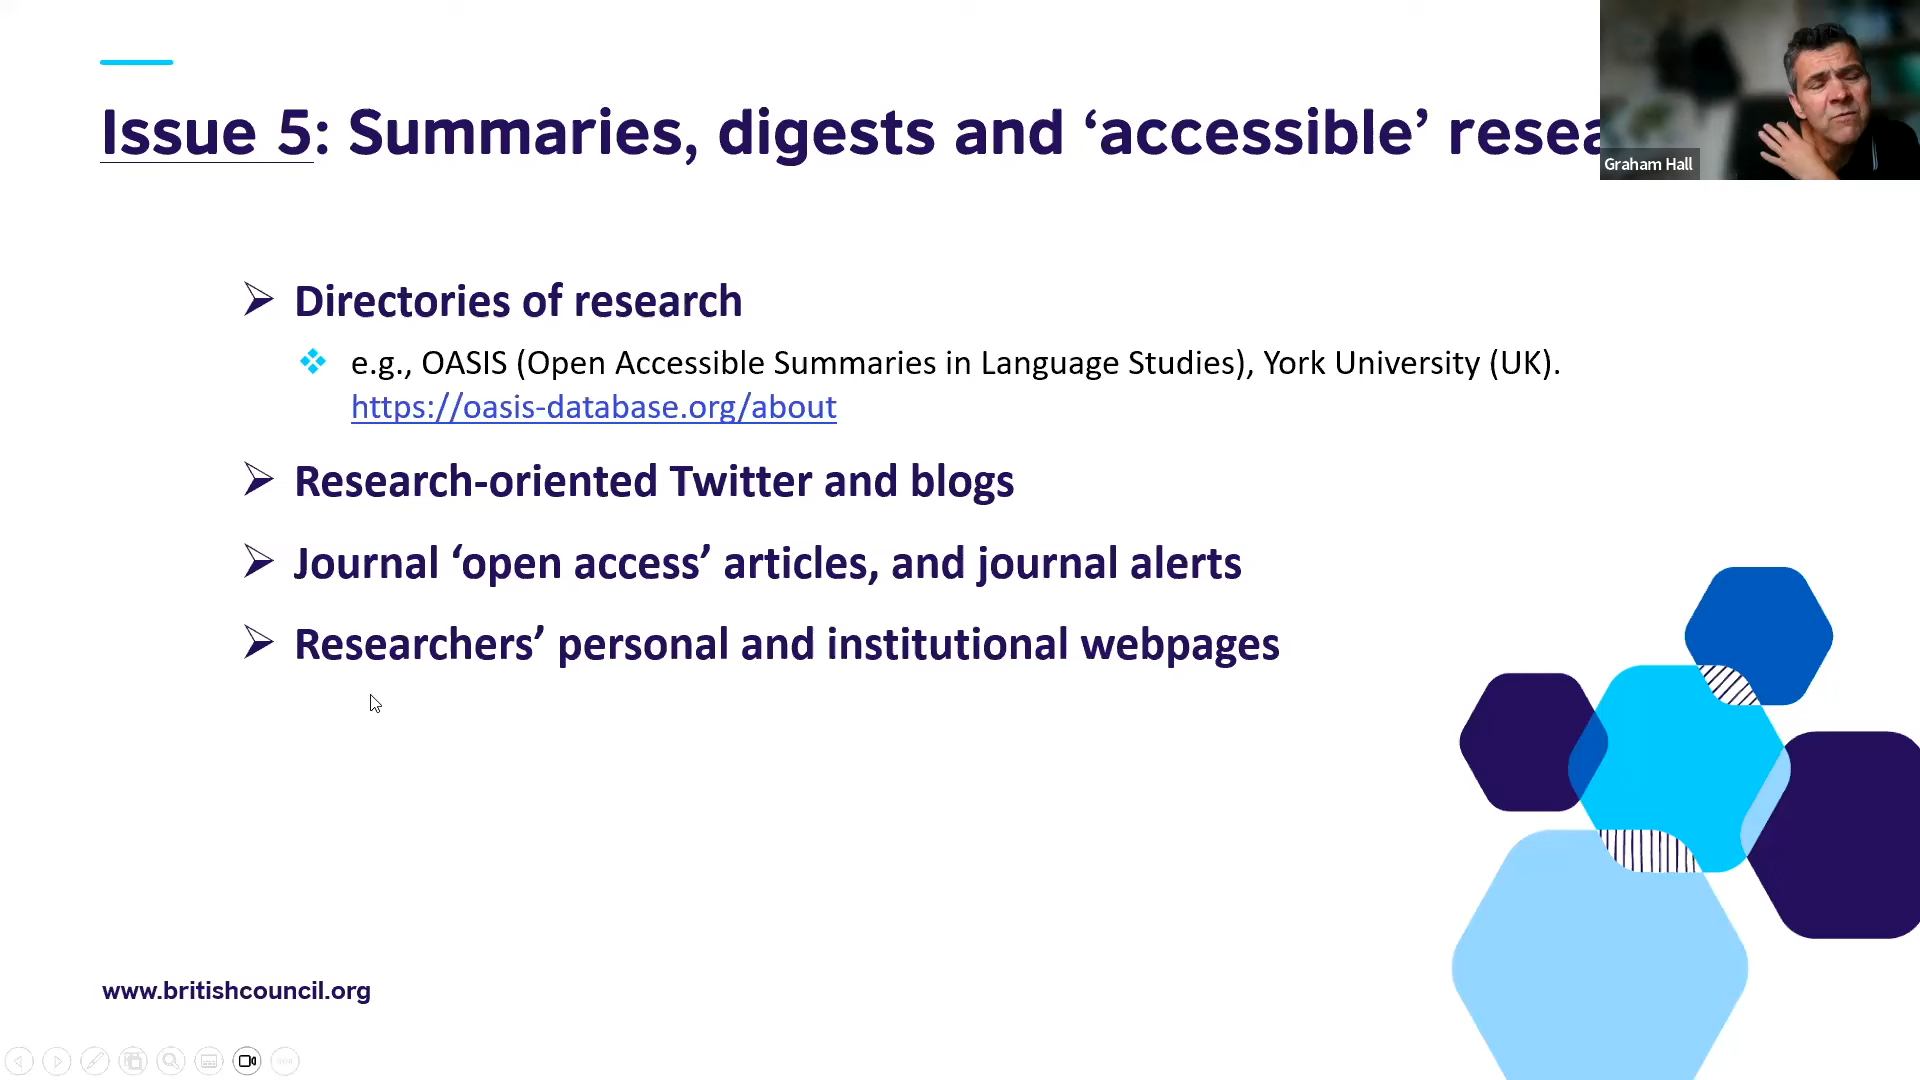 Issue 5: Summaries, digests and ‘accessible’
Graham Hall
➢ Directories of research
❖ e.g., OASIS (Open Accessible Summaries in Language Studies), York University (UK).
https://oasis-database.org/about
➢ Research-oriented Twitter and blogs
➢ Journal ‘open access’ articles, and journal alerts
➢ Researchers’ personal and institutional webpages
www.britishcouncil.org